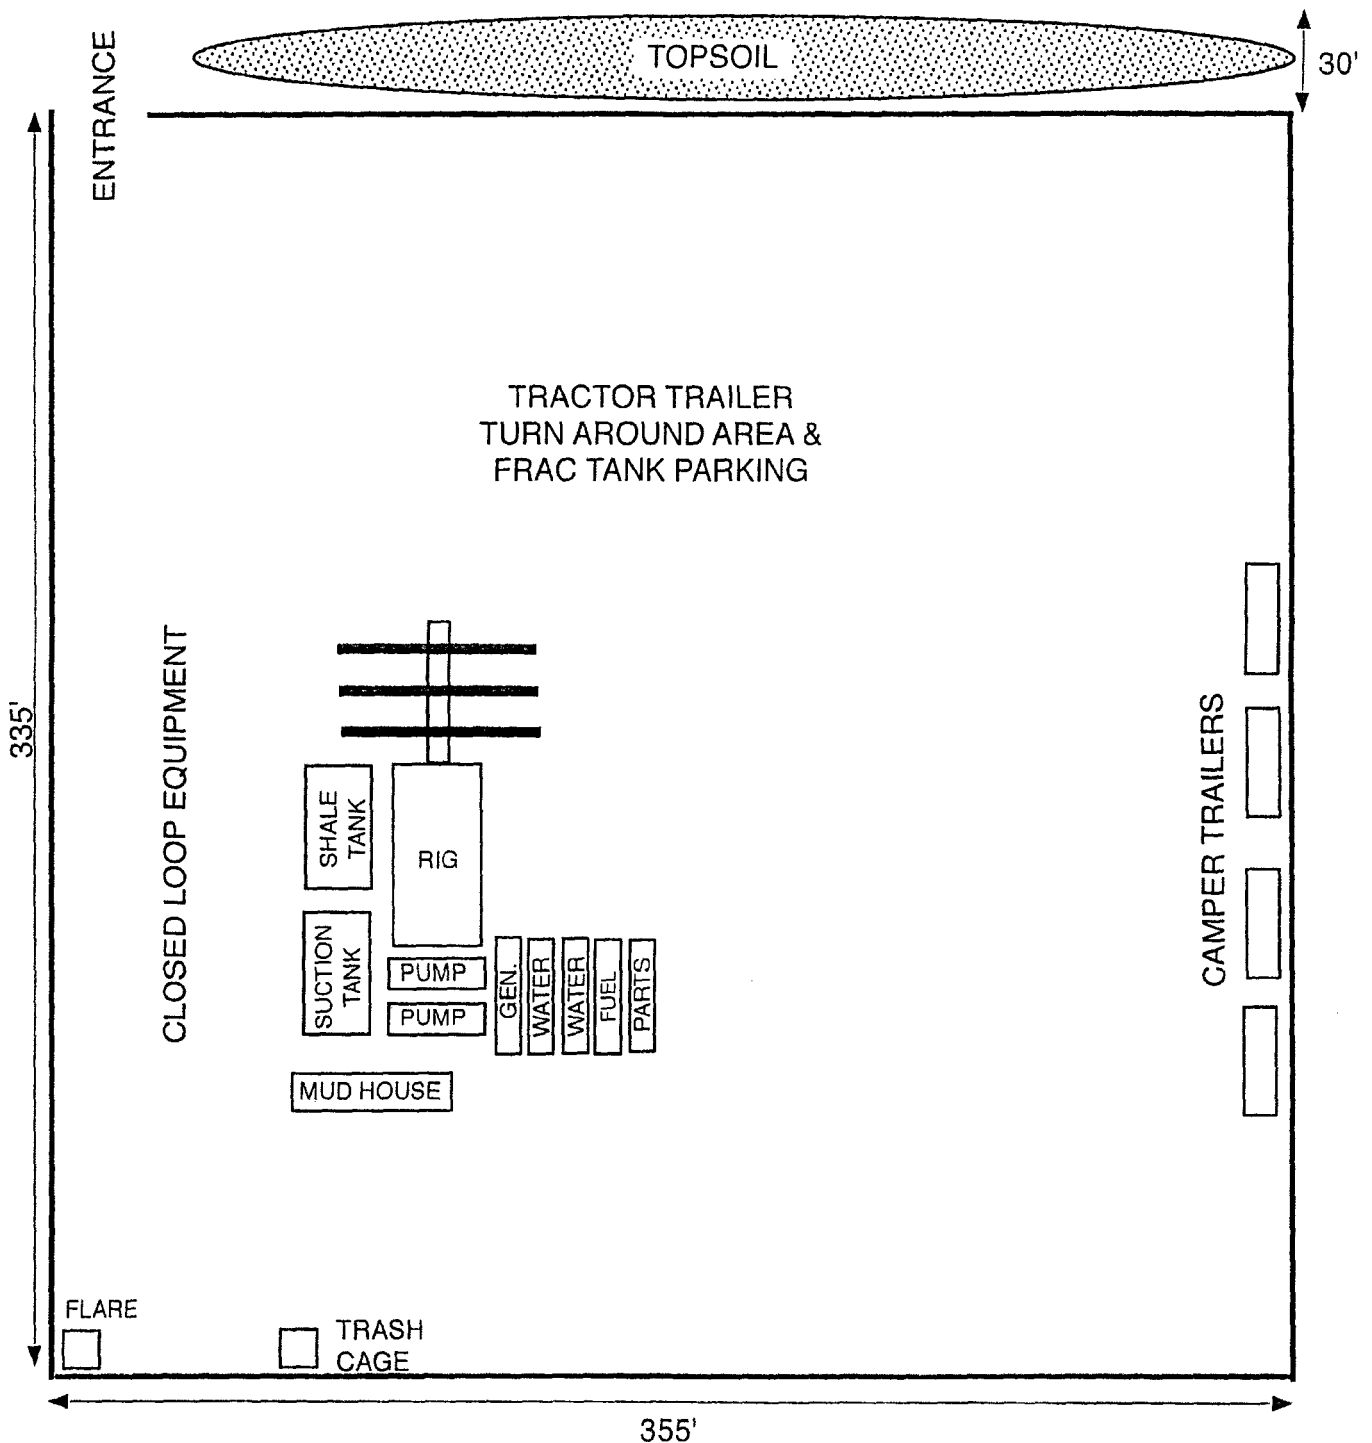 TOPSOIL
30'
ENTRANCE
TRACTOR TRAILER
TURN AROUND AREA &
FRAC TANK PARKING
335'
CLOSED LOOP EQUIPMENT
CAMPER TRAILERS
SHALE
TANK
RIG
SUCTION
TANK
PUMP
PUMP
GEN.
WATER
WATER
FUEL
PARTS
MUD HOUSE
FLARE
TRASH
CAGE
355'